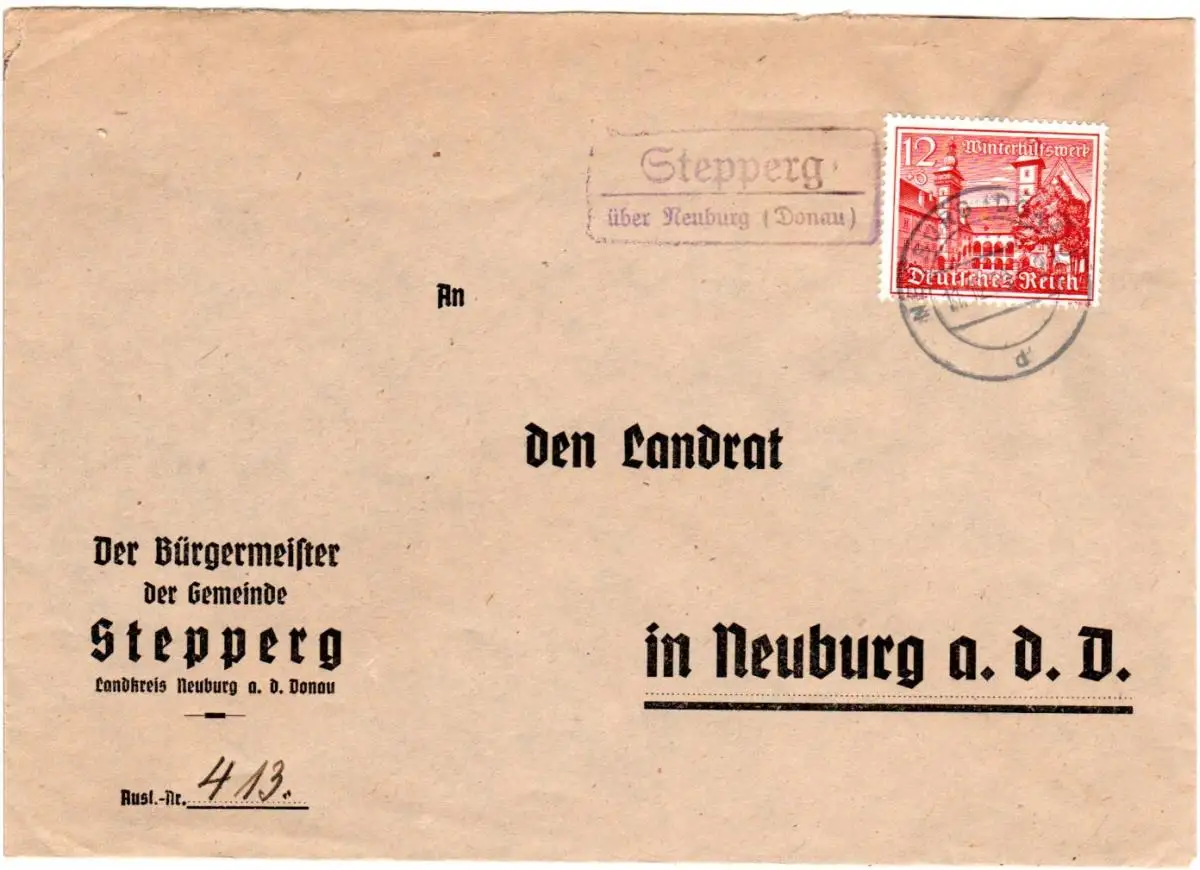 Stepperg
über Neuburg (Donau)
12 Winterhilfswerk
Deutsches Reich
An
den Landrat
Der Bürgermeister
der Gemeinde
Stepperg
Landkreis Neuburg a. d. Donau
in Neuburg a. d. D.
Ausl.-Nr. 413.